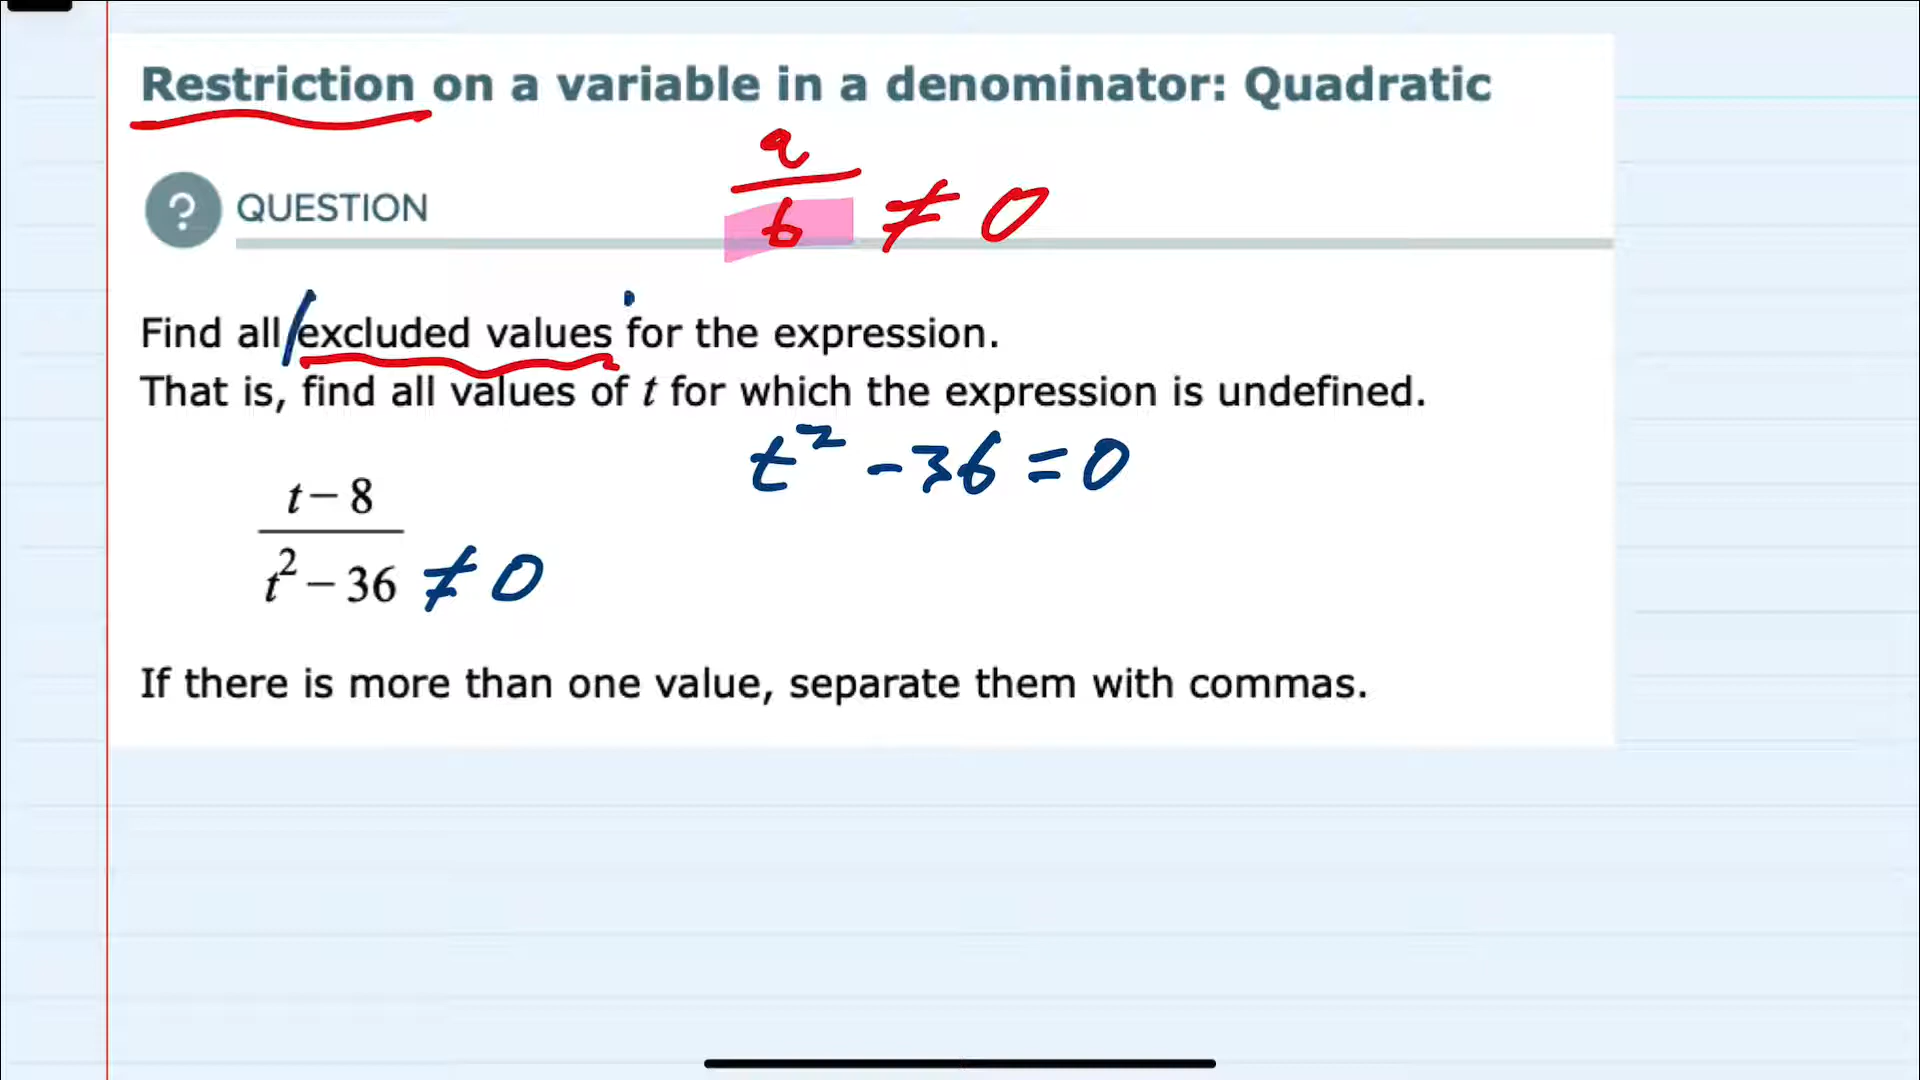 Restriction on a variable in a denominator: Quadratic
a
? QUESTION
b ≠ 0
Find all excluded values for the expression.
That is, find all values of t for which the expression is undefined.
t² -36 = 0
t − 8
t² − 36 ≠ 0
If there is more than one value, separate them with commas.